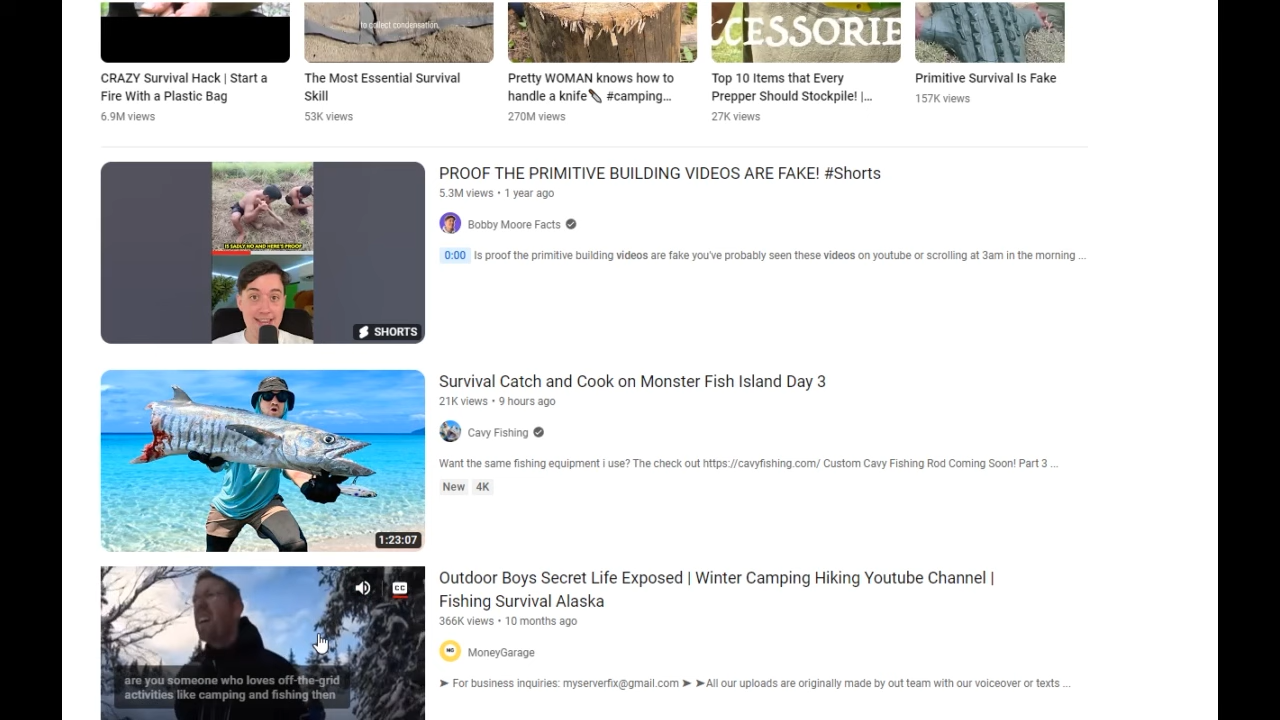 to collect condensation.
CCESSORIE
CRAZY Survival Hack | Start a
Fire With a Plastic Bag
6.9M views
The Most Essential Survival
Skill
53K views
Pretty WOMAN knows how to
handle a knife🔪 #camping...
270M views
Top 10 Items that Every
Prepper Should Stockpile! |...
27K views
Primitive Survival Is Fake
157K views
IS SADLY NO AND HERE'S PROOF
SHORTS
PROOF THE PRIMITIVE BUILDING VIDEOS ARE FAKE! #Shorts
5.3M views • 1 year ago
Bobby Moore Facts
0:00 Is proof the primitive building videos are fake you've probably seen these videos on youtube or scrolling at 3am in the morning ...
1:23:07
Survival Catch and Cook on Monster Fish Island Day 3
21K views • 9 hours ago
Cavy Fishing
Want the same fishing equipment i use? The check out https://cavyfishing.com/ Custom Cavy Fishing Rod Coming Soon! Part 3 ...
New 4K
CC
are you someone who loves off-the-grid
activities like camping and fishing then
Outdoor Boys Secret Life Exposed | Winter Camping Hiking Youtube Channel |
Fishing Survival Alaska
366K views • 10 months ago
MG
MoneyGarage
➤ For business inquiries: myserverfix@gmail.com ➤ ➤All our uploads are originally made by out team with our voiceover or texts ...